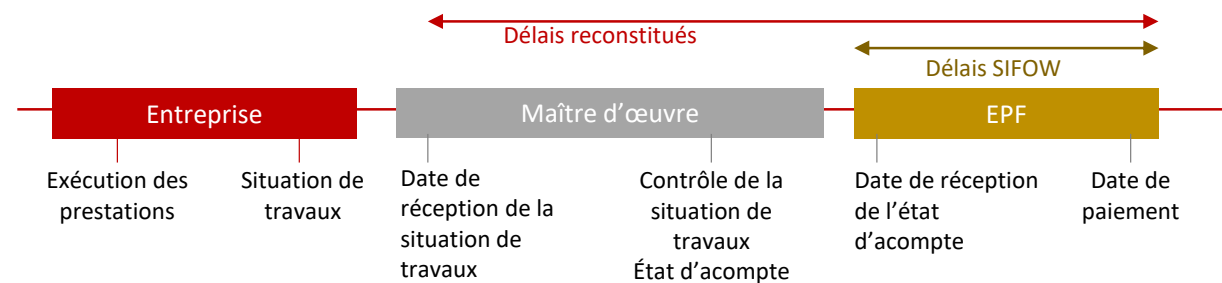 Délais reconstitués
Délais SIFOW
Entreprise
Maître d’œuvre
EPF
Exécution des
prestations
Situation de
travaux
Date de
réception de la
situation de
travaux
Contrôle de la
situation de
travaux
État d’acompte
Date de réception
de l’état
d’acompte
Date de
paiement